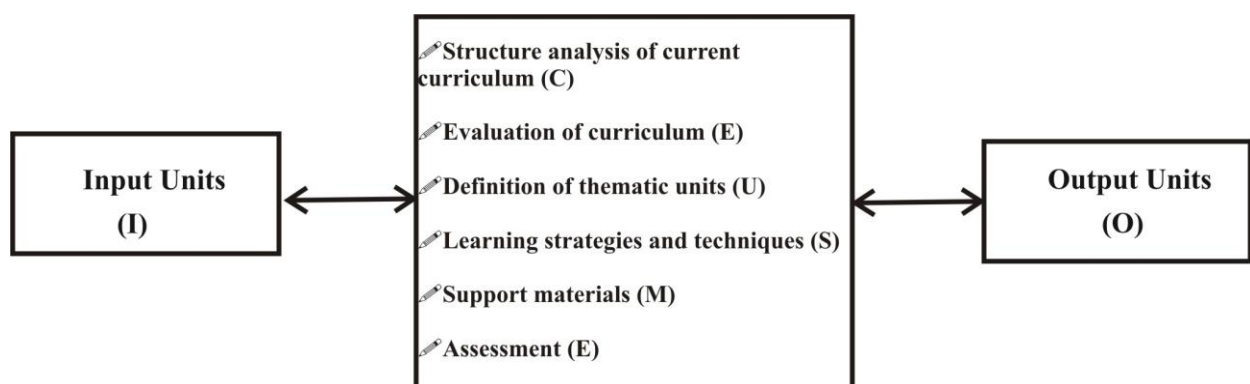 Input Units
(I)
Structure analysis of current
curriculum (C)
Evaluation of curriculum (E)
Definition of thematic units (U)
Learning strategies and techniques (S)
Support materials (M)
Assessment (E)
Output Units
(O)